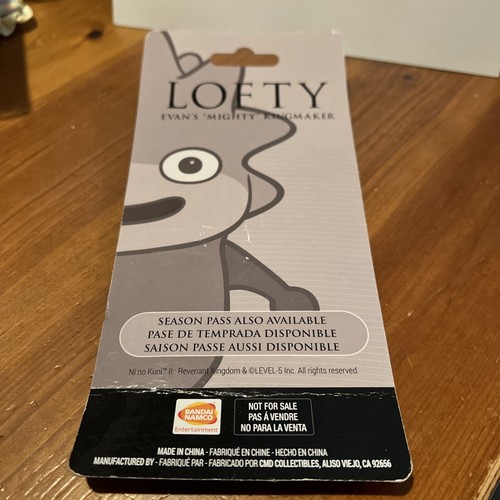 LOFTY
EVAN'S "MIGHTY" KINGMAKER
SEASON PASS ALSO AVAILABLE
PASE DE TEMPRADA DISPONIBLE
SAISON PASSE AUSSI DISPONIBLE
Ni no Kuni™ II : Revenant Kingdom & ©LEVEL-5 Inc. All rights reserved.
BANDAI
NAMCO
Entertainment
NOT FOR SALE
PAS Á VENDRE
NO PARA LA VENTA
MADE IN CHINA - FABRIQUÉ EN CHINE - HECHO EN CHINA
MANUFACTURED BY - FABRIQUÉ PAR - FABRICADO POR CMD COLLECTIBLES, ALISO VIEJO, CA 92656